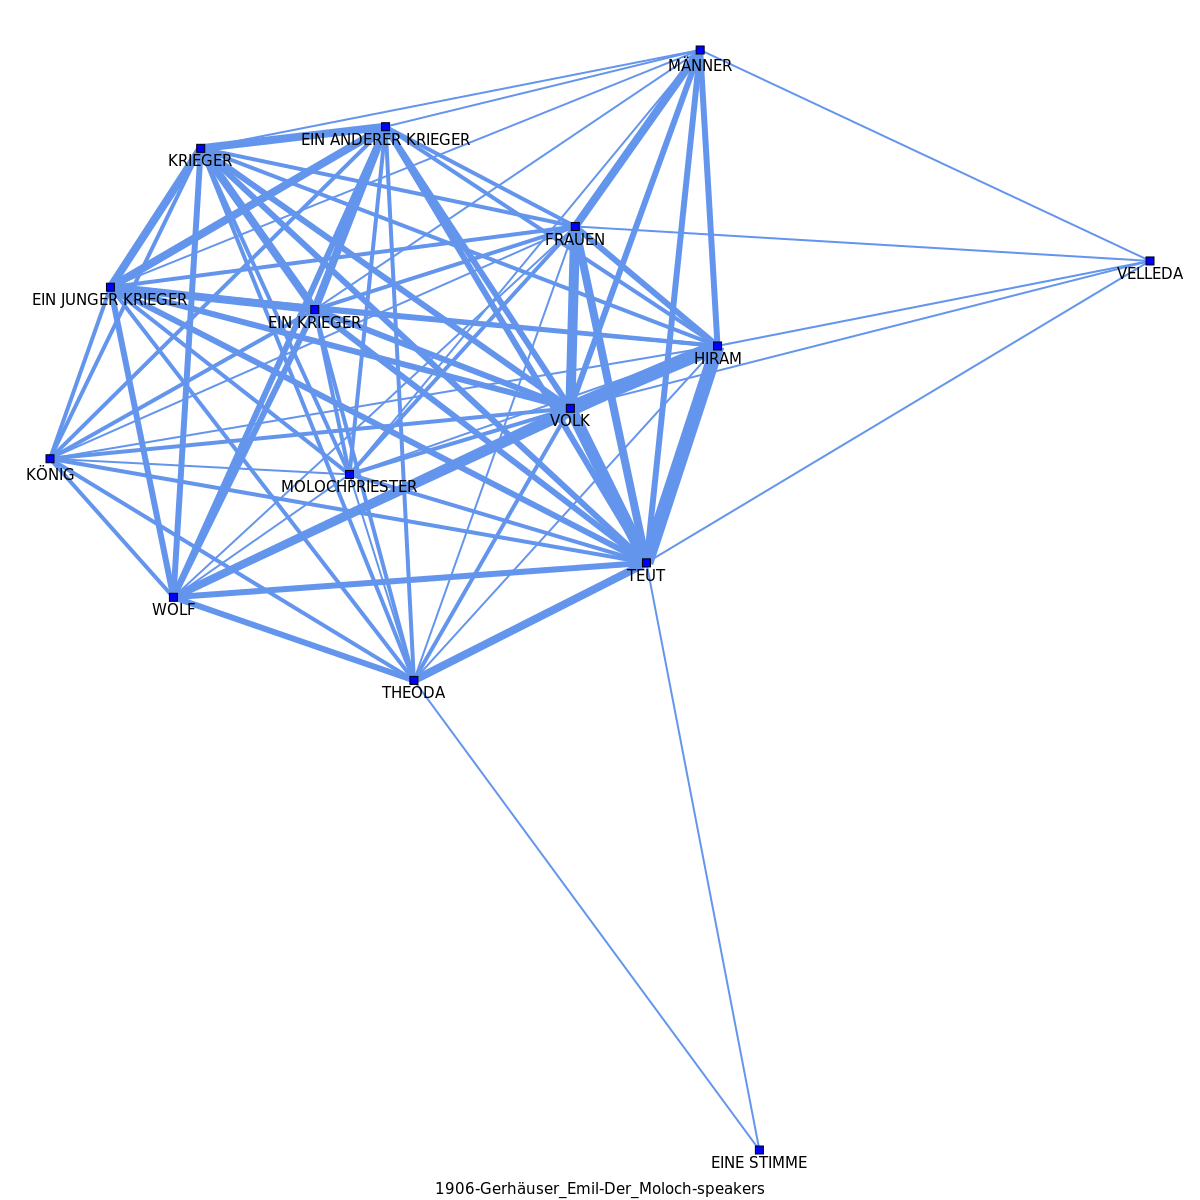 MÄNNER
EIN ANDERER KRIEGER
KRIEGER
FRAUEN
VELLEDA
EIN JUNGER KRIEGER
EIN KRIEGER
HIRAM
VOLK
KÖNIG
MOLOCHPRIESTER
TEUT
WOLF
THEODA
EINE STIMME
1906-Gerhäuser_Emil-Der_Moloch-speakers